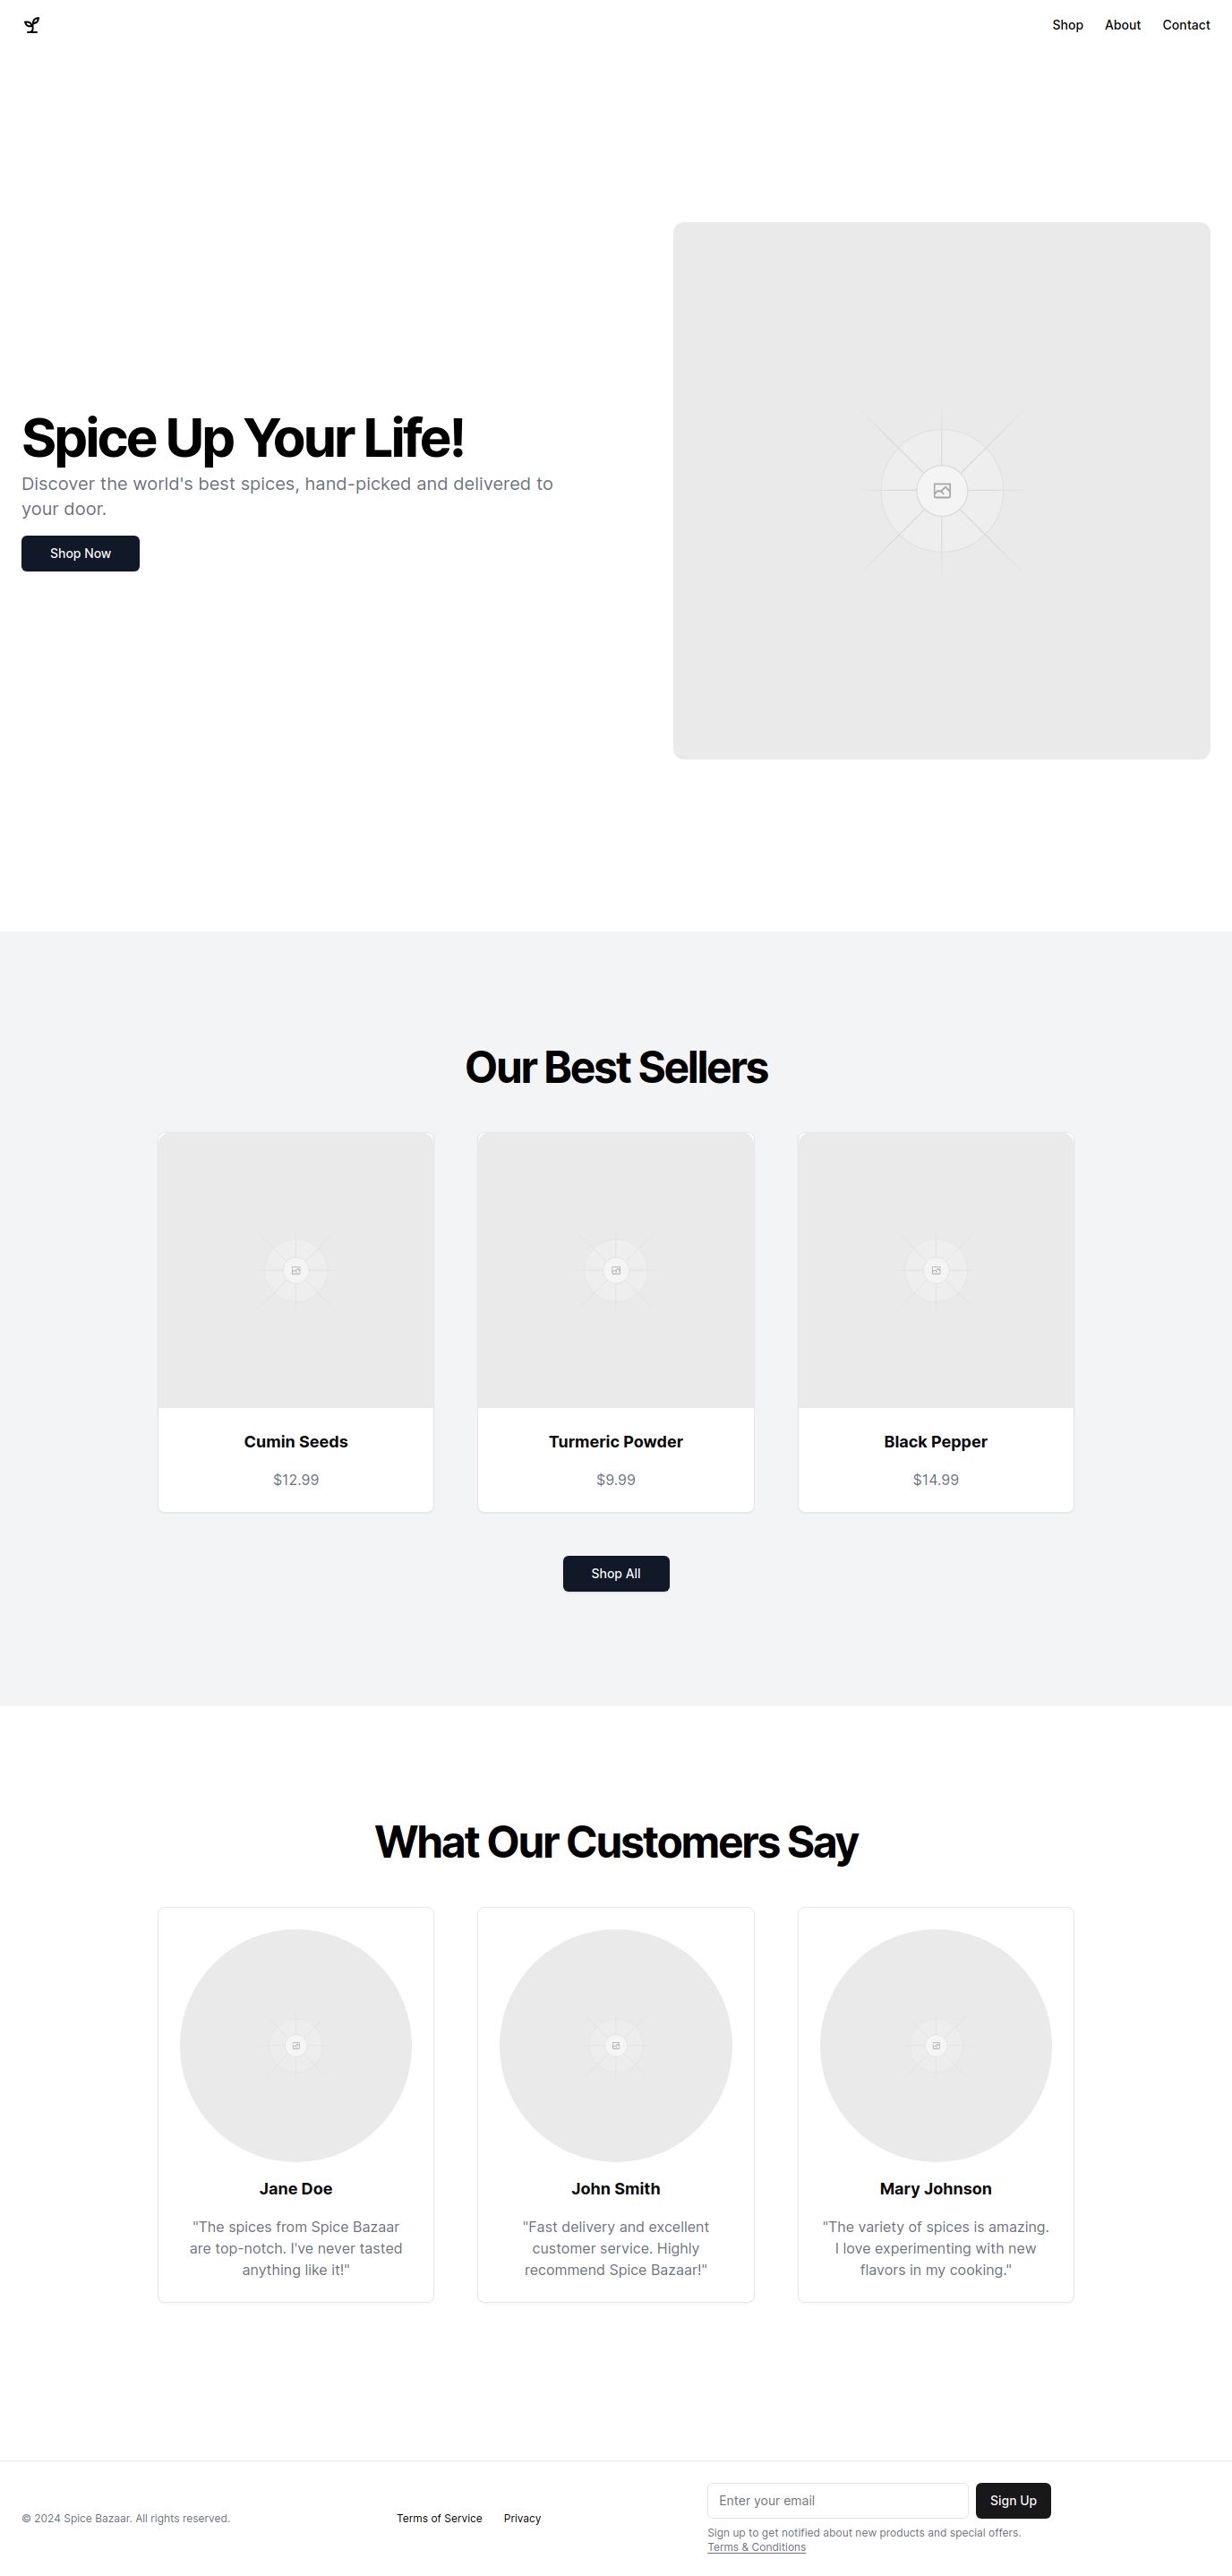 Shop About Contact
Spice Up Your Life!
Discover the world's best spices, hand-picked and delivered to
your door.
Shop Now
Our Best Sellers
Cumin Seeds
$12.99
Turmeric Powder
$9.99
Black Pepper
$14.99
Shop All
What Our Customers Say
Jane Doe
"The spices from Spice Bazaar
are top-notch. I've never tasted
anything like it!"
John Smith
"Fast delivery and excellent
customer service. Highly
recommend Spice Bazaar!"
Mary Johnson
"The variety of spices is amazing.
I love experimenting with new
flavors in my cooking."
© 2024 Spice Bazaar. All rights reserved.
Terms of Service Privacy
Enter your email
Sign Up
Sign up to get notified about new products and special offers.
Terms & Conditions